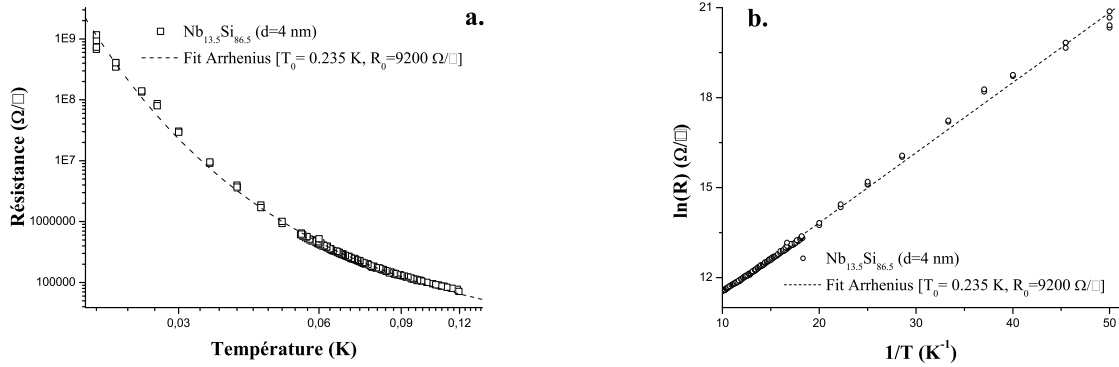 a.
Nb13.5Si86.5 (d=4 nm)
Fit Arrhenius [T0= 0.235 K, R0=9200 Ω/□]
1E9
1E8
1E7
1000000
100000
Résistance (Ω/□)
0,03
0,06
0,09
0,12
Température (K)
b.
21
18
15
12
ln(R) (Ω/□)
Nb13.5Si86.5 (d=4 nm)
Fit Arrhenius [T0= 0.235 K, R0=9200 Ω/□]
10
20
30
40
50
1/T (K-1)